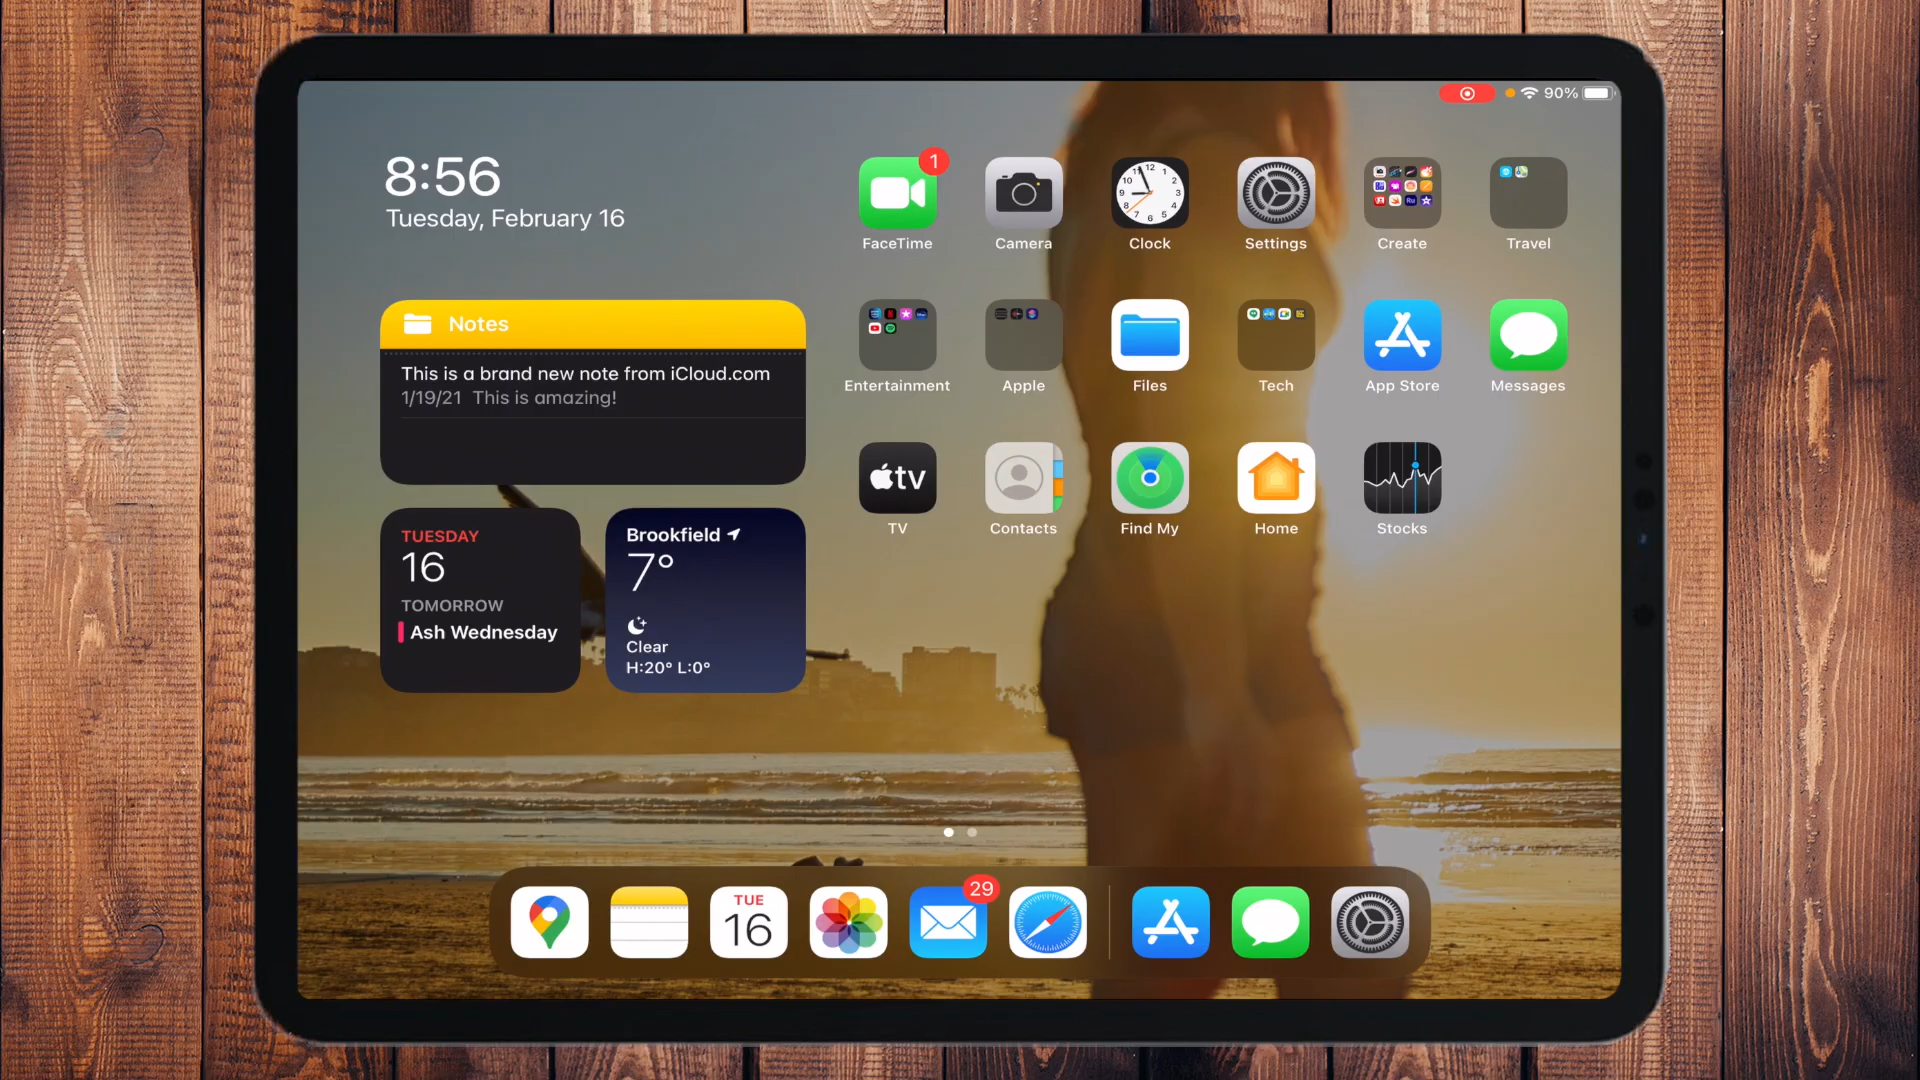 90%
8:56
Tuesday, February 16
1
FaceTime
Camera
Clock
Settings
Create
Travel
Notes
This is a brand new note from iCloud.com
1/19/21 This is amazing!
Entertainment
Apple
Files
Tech
App Store
Messages
tv
TV
Contacts
Find My
Home
Stocks
TUESDAY
16
TOMORROW
Ash Wednesday
Brookfield
7°
Clear
H:20° L:0°
TUE
16
29